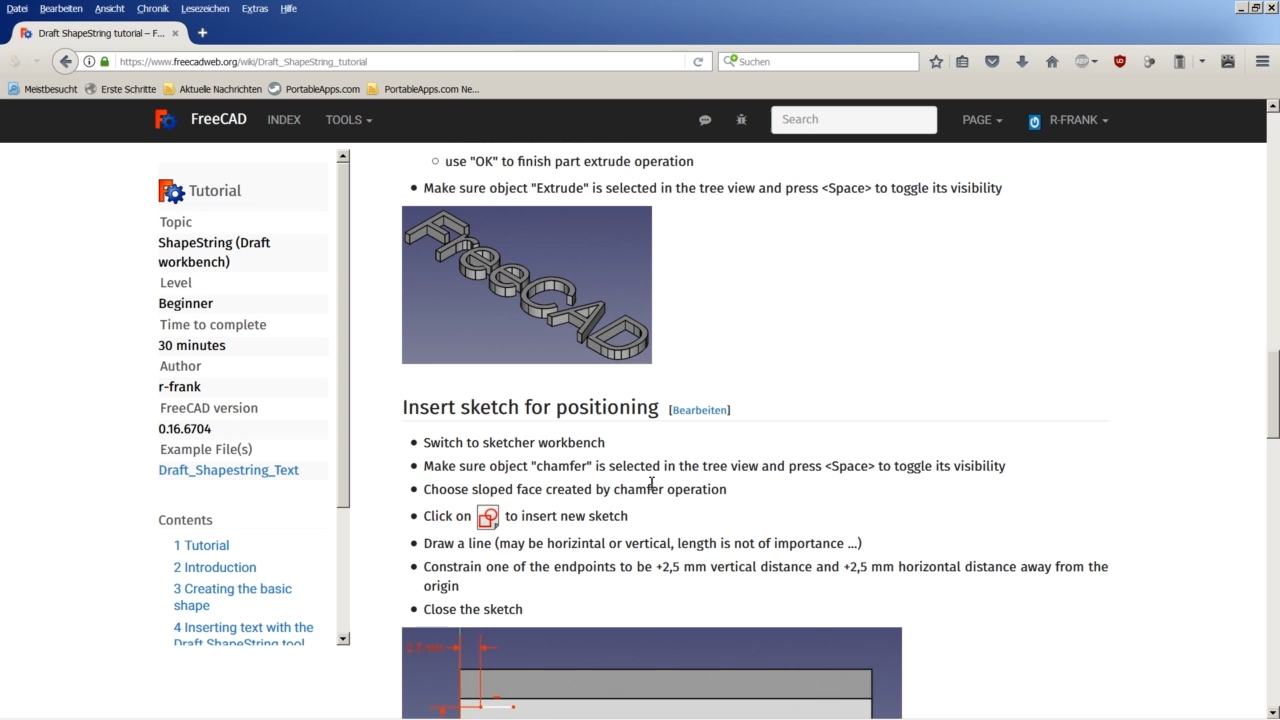 Datei Bearbeiten Ansicht Chronik Lesezeichen Extras Hilfe
Draft ShapeString tutorial – F...
https://www.freecadweb.org/wiki/Draft_ShapeString_tutorial
Suchen
ABP
Meistbesucht Erste Schritte Aktuelle Nachrichten PortableApps.com PortableApps.com Ne...
FreeCAD INDEX TOOLS Search PAGE R-FRANK
Tutorial
Topic
ShapeString (Draft
workbench)
Level
Beginner
Time to complete
30 minutes
Author
r-frank
FreeCAD version
0.16.6704
Example File(s)
Draft_Shapestring_Text
Contents
1 Tutorial
2 Introduction
3 Creating the basic
shape
4 Inserting text with the
Draft ShapeString tool
use "OK" to finish part extrude operation
Make sure object "Extrude" is selected in the tree view and press <Space> to toggle its visibility
FreeCAD
Insert sketch for positioning [Bearbeiten]
Switch to sketcher workbench
Make sure object "chamfer" is selected in the tree view and press <Space> to toggle its visibility
Choose sloped face created by chamfer operation
Click on to insert new sketch
Draw a line (may be horizintal or vertical, length is not of importance ...)
Constrain one of the endpoints to be +2,5 mm vertical distance and +2,5 mm horizontal distance away from the
origin
Close the sketch